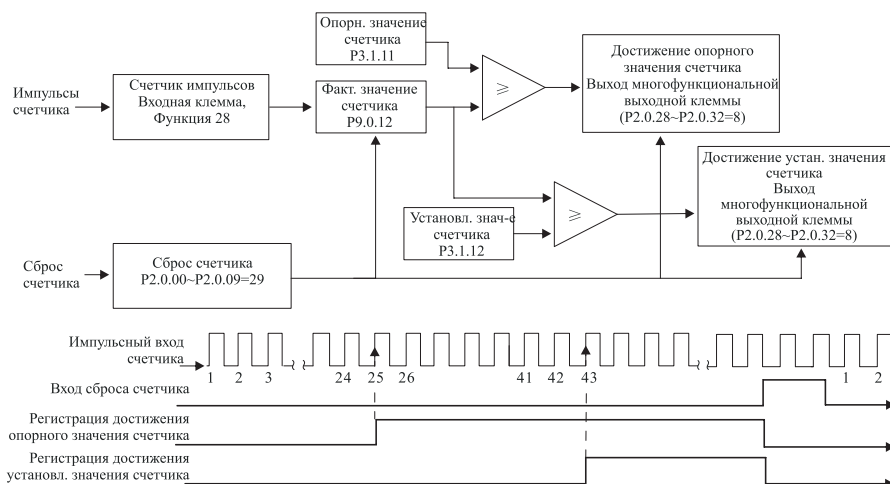 Опорн. значение
счетчика
P3.1.11
Импульсы
счетчика
Счетчик импульсов
Входная клемма,
Функция 28
Факт. значение
счетчика
P9.0.12
≥
Достижение опорного
значения счетчика
Выход многофункциональной
выходной клеммы
(P2.0.28~P2.0.32=8)
Установл. знач-е
счетчика
P3.1.12
≥
Достижение устан. значения
счетчика
Выход
многофункциональной
выходной клеммы
(P2.0.28~P2.0.32=8)
Сброс
счетчика
Сброс счетчика
P2.0.00~P2.0.09=29
Импульсный вход
счетчика
1 2 3 24 25 26 41 42 43 1 2
Вход сброса счетчика
Регистрация достижения
опорного значения счетчика
Регистрация достижения
установл. значения счетчика